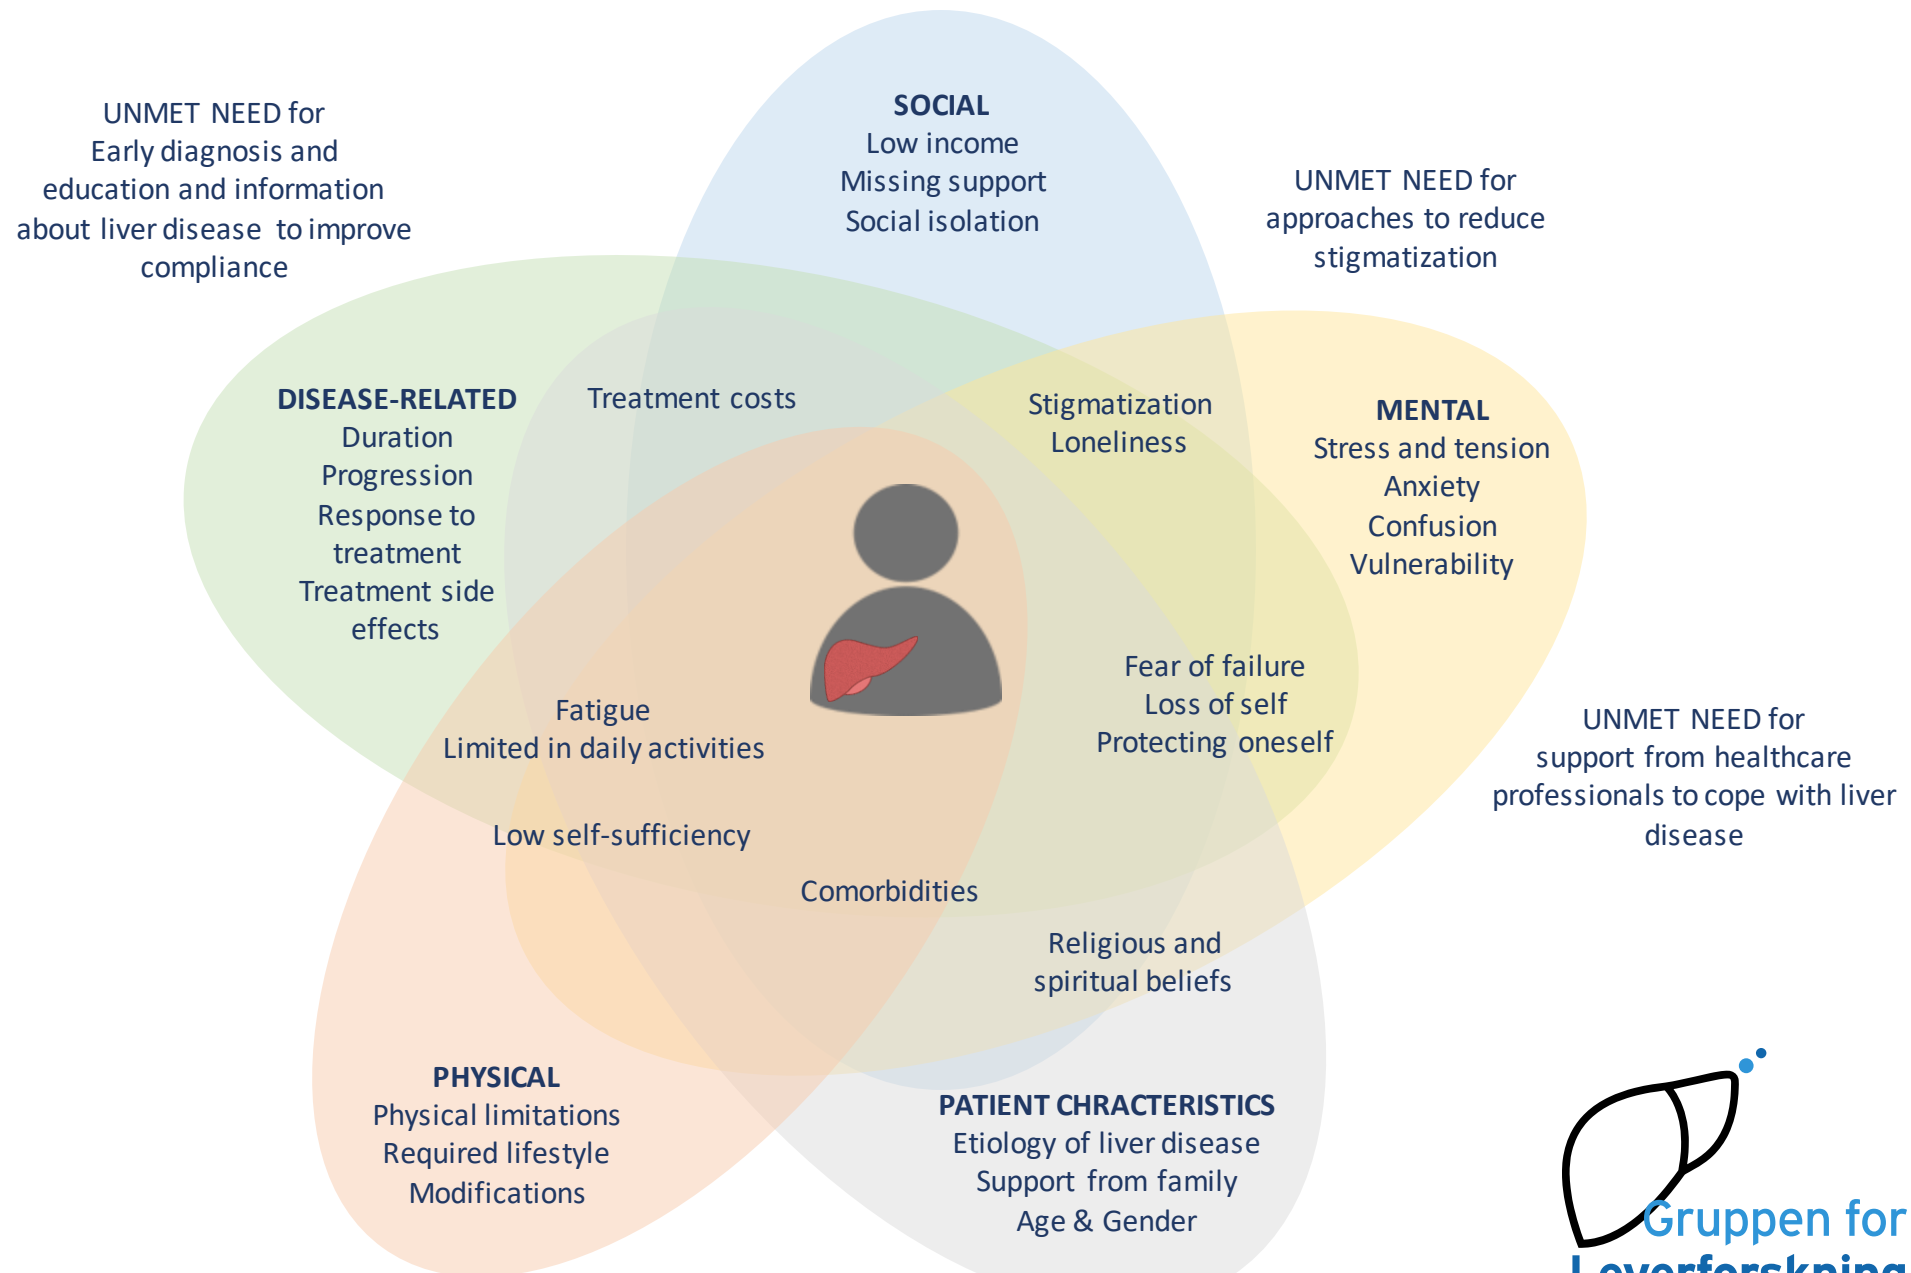 UNMET NEED for
Early diagnosis and
education and information
about liver disease to improve
compliance
SOCIAL
Low income
Missing support
Social isolation
UNMET NEED for
approaches to reduce
stigmatization
DISEASE-RELATED
Duration
Progression
Response to
treatment
Treatment side
effects
Treatment costs
Stigmatization
Loneliness
MENTAL
Stress and tension
Anxiety
Confusion
Vulnerability
Fatigue
Limited in daily activities
Low self-sufficiency
Fear of failure
Loss of self
Protecting oneself
UNMET NEED for
support from healthcare
professionals to cope with liver
disease
Comorbidities
Religious and
spiritual beliefs
PHYSICAL
Physical limitations
Required lifestyle
Modifications
PATIENT CHRACTERISTICS
Etiology of liver disease
Support from family
Age & Gender
Gruppen for
Leverforskning